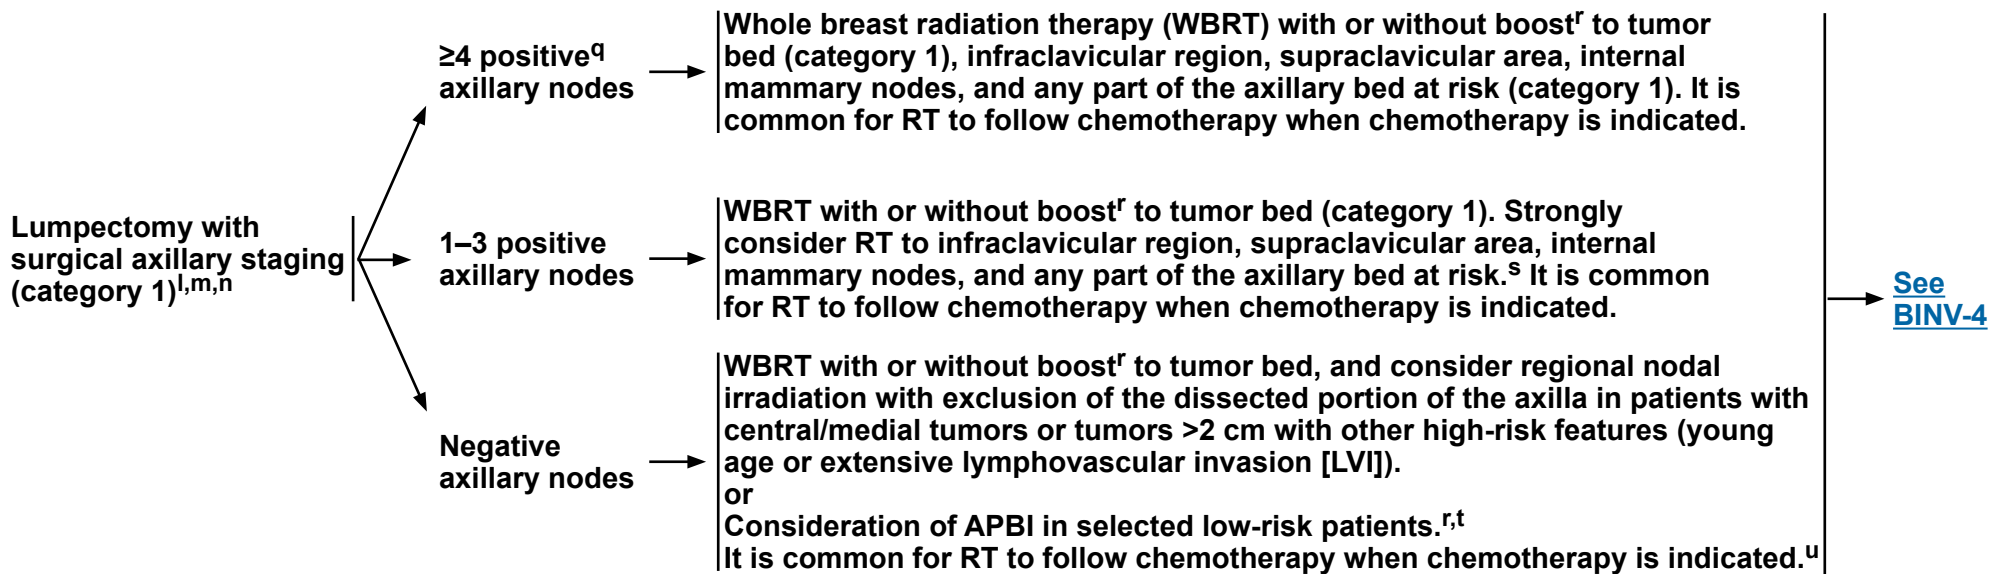 Lumpectomy with
surgical axillary staging
(category 1)l,m,n
≥4 positiveq
axillary nodes
Whole breast radiation therapy (WBRT) with or without boostr to tumor
bed (category 1), infraclavicular region, supraclavicular area, internal
mammary nodes, and any part of the axillary bed at risk (category 1). It is
common for RT to follow chemotherapy when chemotherapy is indicated.
1–3 positive
axillary nodes
WBRT with or without boostr to tumor bed (category 1). Strongly
consider RT to infraclavicular region, supraclavicular area, internal
mammary nodes, and any part of the axillary bed at risk.s It is common
for RT to follow chemotherapy when chemotherapy is indicated.
Negative
axillary nodes
WBRT with or without boostr to tumor bed, and consider regional nodal
irradiation with exclusion of the dissected portion of the axilla in patients with
central/medial tumors or tumors >2 cm with other high-risk features (young
age or extensive lymphovascular invasion [LVI]).
or
Consideration of APBI in selected low-risk patients.r,t
It is common for RT to follow chemotherapy when chemotherapy is indicated.u
See
BINV-4